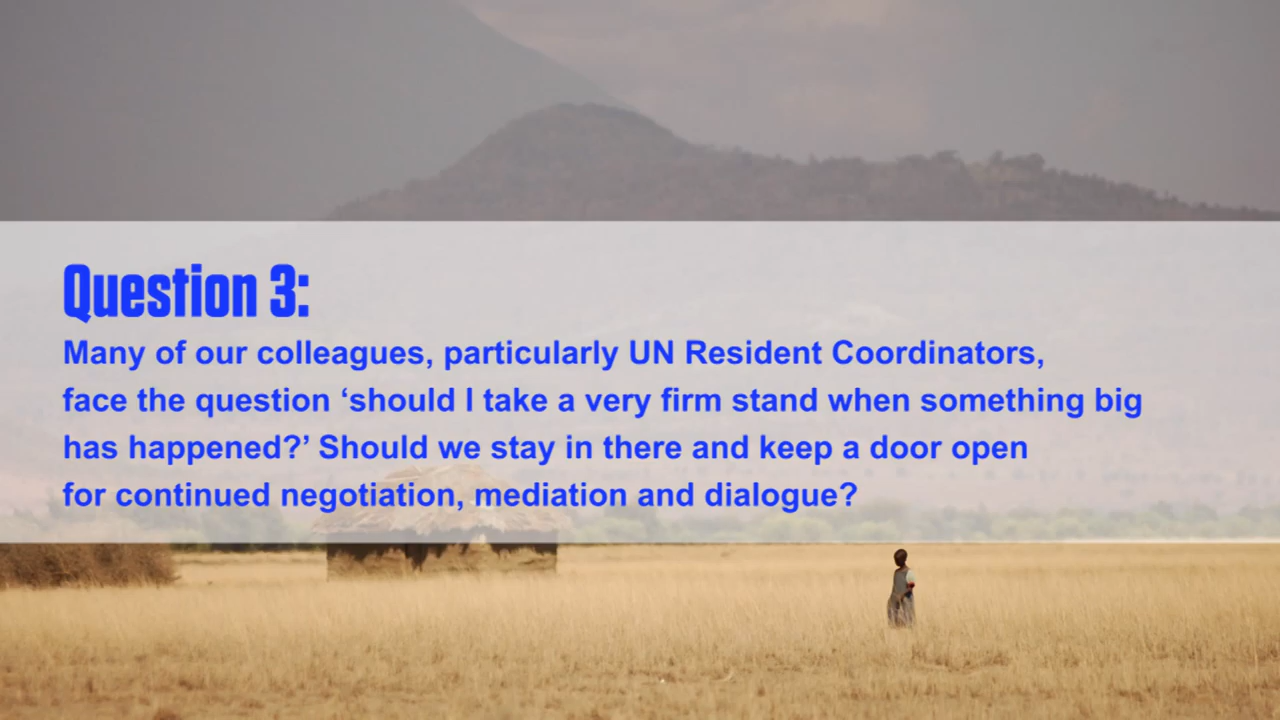 Question 3:
Many of our colleagues, particularly UN Resident Coordinators,
face the question ‘should I take a very firm stand when something big
has happened?’ Should we stay in there and keep a door open
for continued negotiation, mediation and dialogue?